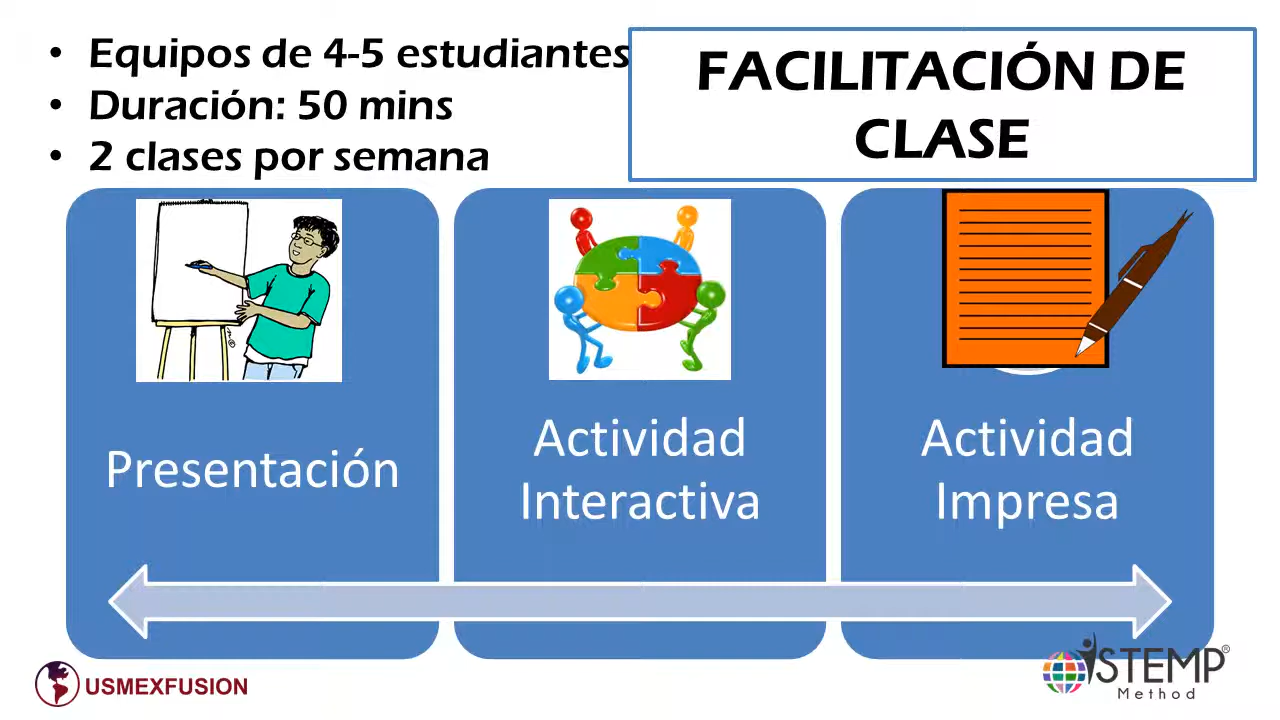 • Equipos de 4-5 estudiantes
• Duración: 50 mins
• 2 clases por semana
FACILITACIÓN DE
CLASE
Presentación
Actividad
Interactiva
Actividad
Impresa
USMEXFUSION
iSTEMP®
Method